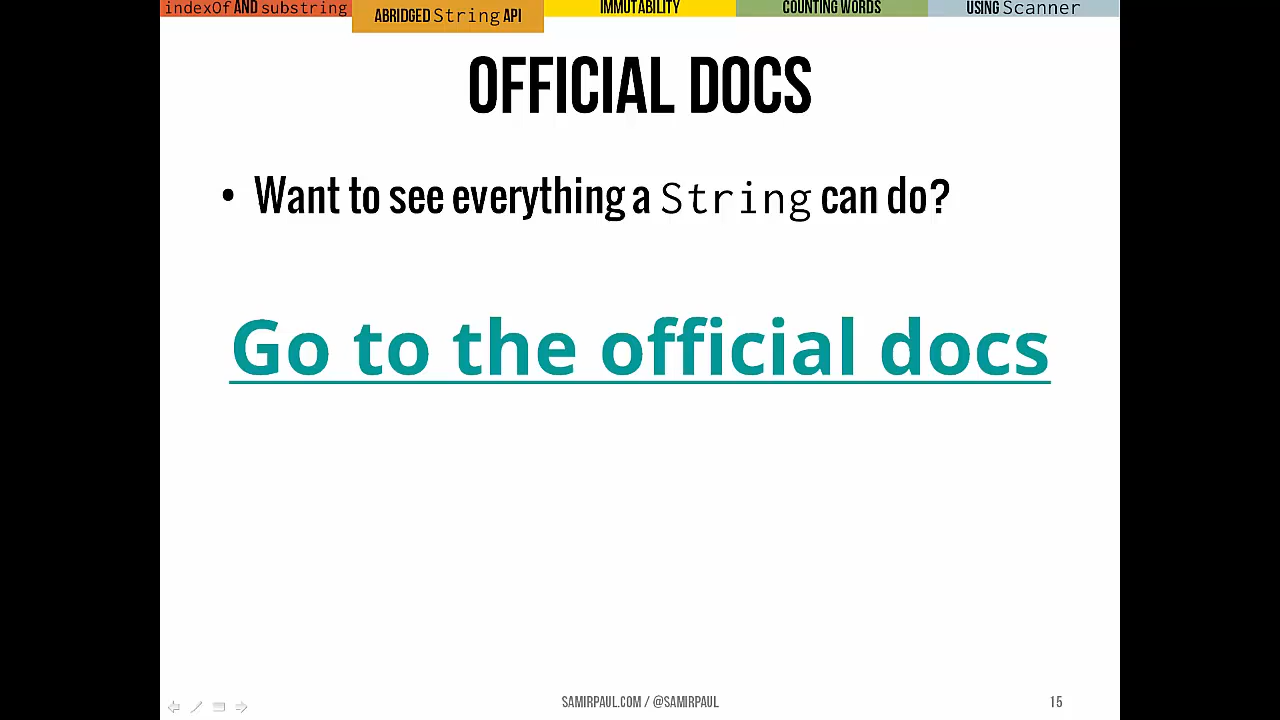 indexOf AND substring ABRIDGED String API IMMUTABILITY COUNTING WORDS USING Scanner
OFFICIAL DOCS
• Want to see everything a String can do?
Go to the official docs
SAMIRPAUL.COM / @SAMIRPAUL 15